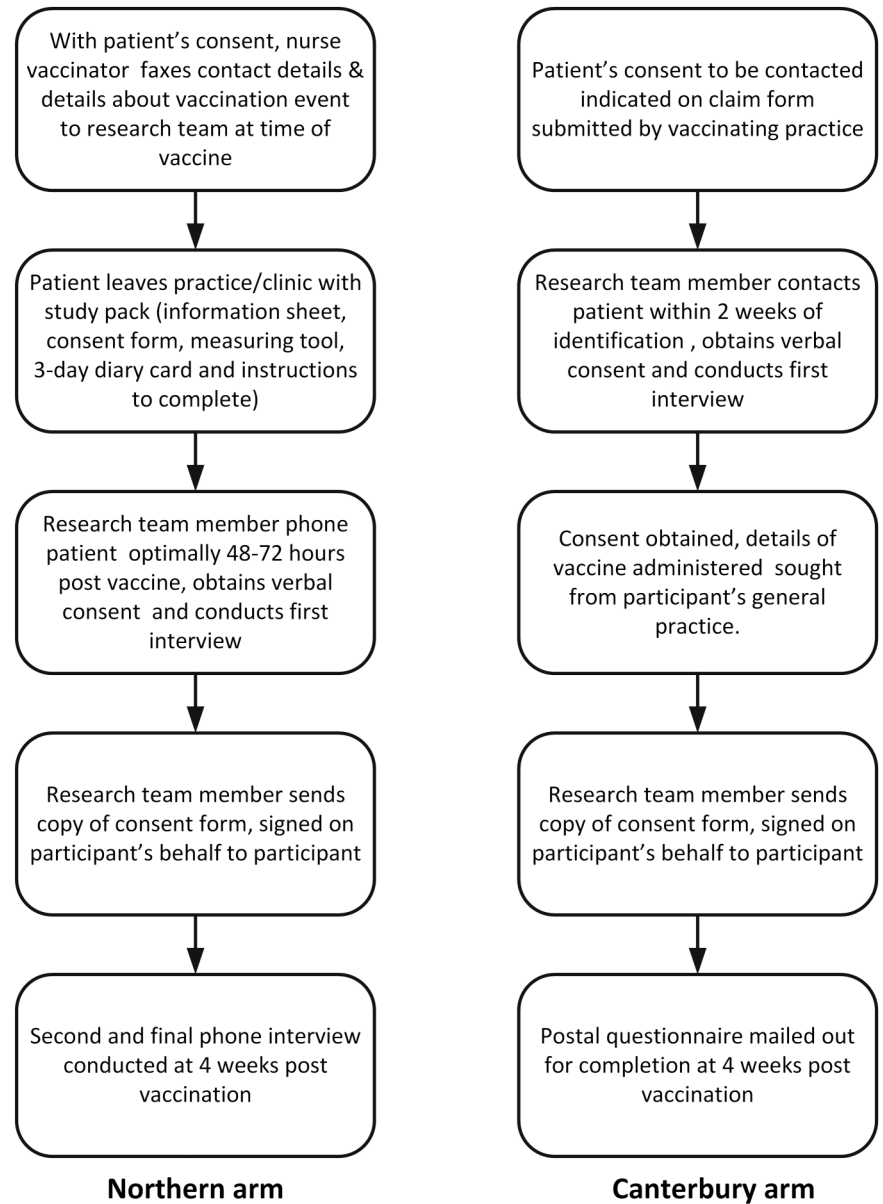 With patient's consent, nurse
vaccinator faxes contact details &
details about vaccination event
to research team at time of
vaccine
Patient leaves practice/clinic with
study pack (information sheet,
consent form, measuring tool,
3-day diary card and instructions
to complete)
Research team member phone
patient optimally 48-72 hours
post vaccine, obtains verbal
consent and conducts first
interview
Research team member sends
copy of consent form, signed on
participant's behalf to participant
Second and final phone interview
conducted at 4 weeks post
vaccination
Northern arm
Patient's consent to be contacted
indicated on claim form
submitted by vaccinating practice
Research team member contacts
patient within 2 weeks of
identification , obtains verbal
consent and conducts first
interview
Consent obtained, details of
vaccine administered sought
from participant's general
practice.
Research team member sends
copy of consent form, signed on
participant's behalf to participant
Postal questionnaire mailed out
for completion at 4 weeks post
vaccination
Canterbury arm